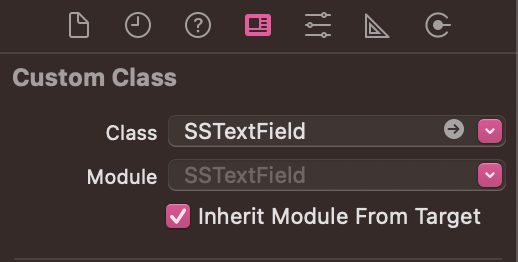 Custom Class
Class SSTextField
Module SSTextField
Inherit Module From Target